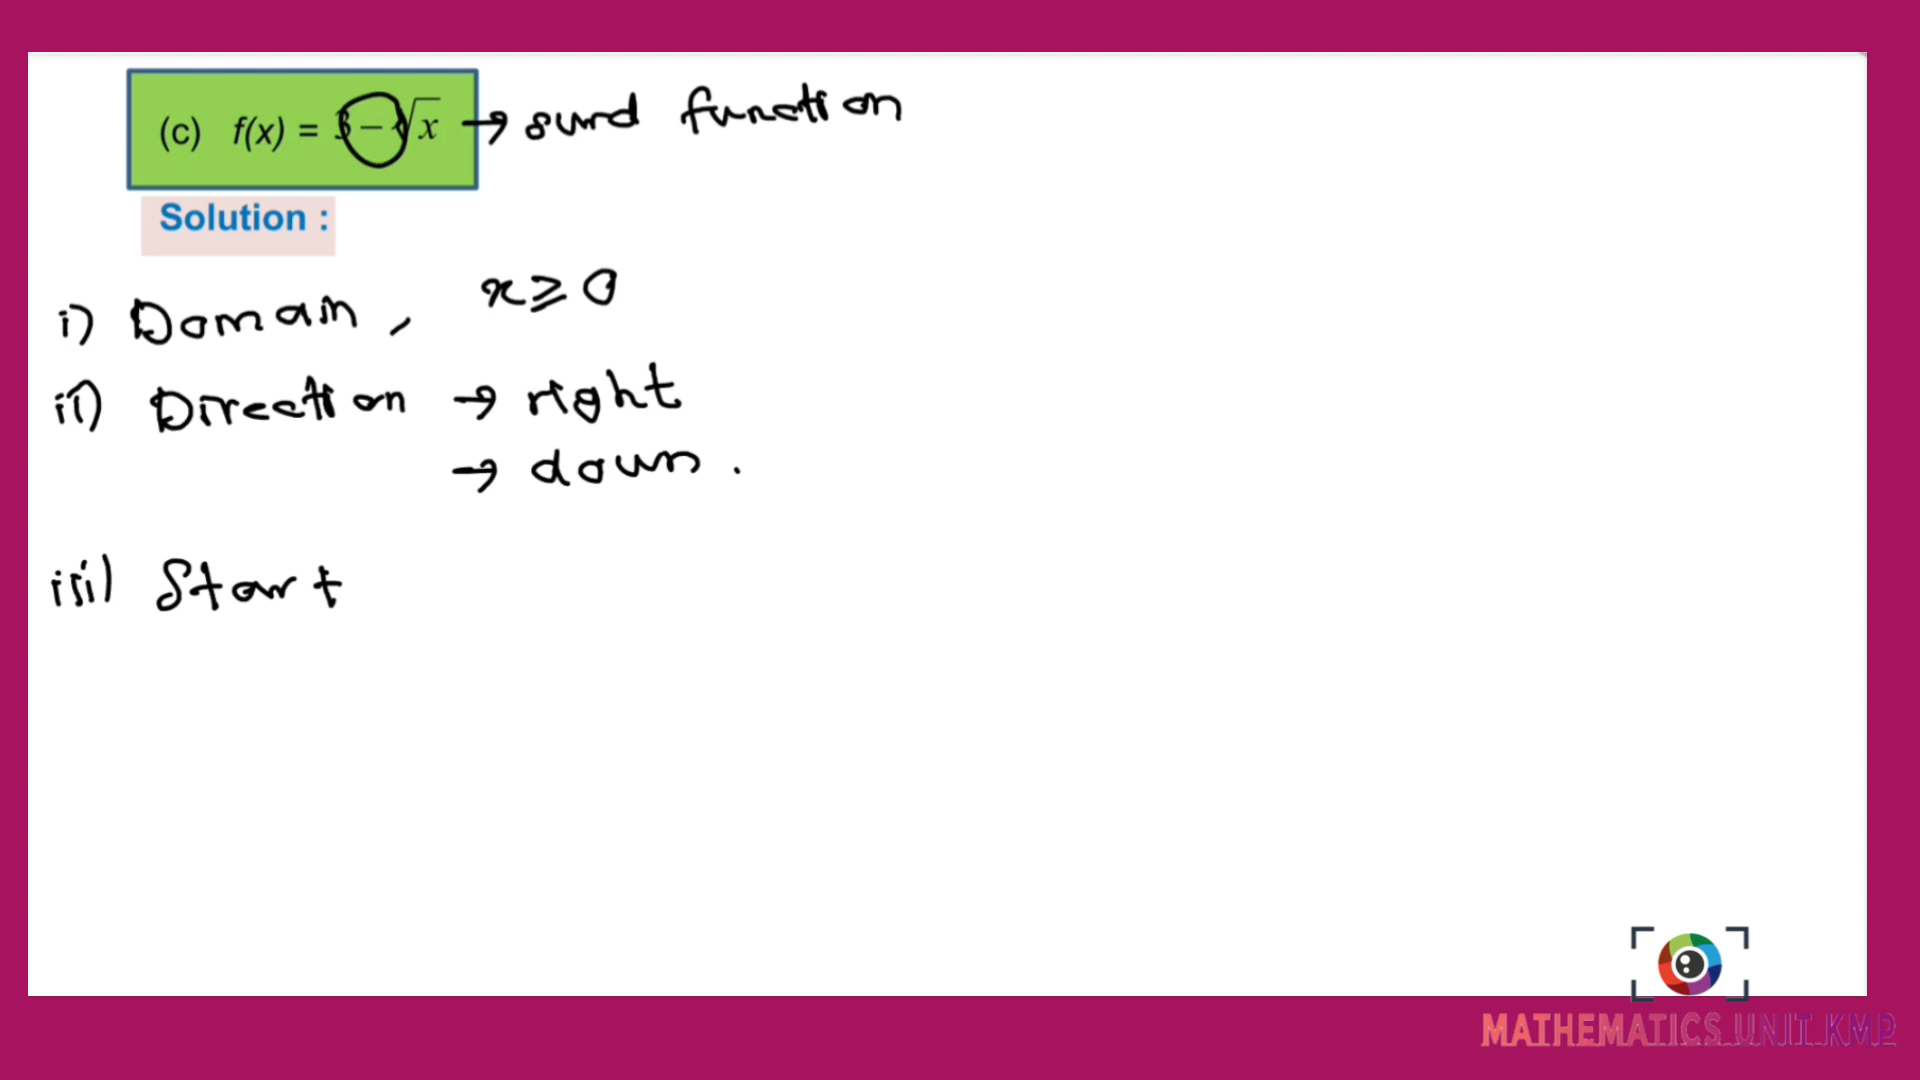 (c) f(x) = 3 − √x → surd function
Solution :
i) Domain, x ≥ 0
ii) Direction → right
→ down.
iii) Start
MATHEMATICS UNIT KMP